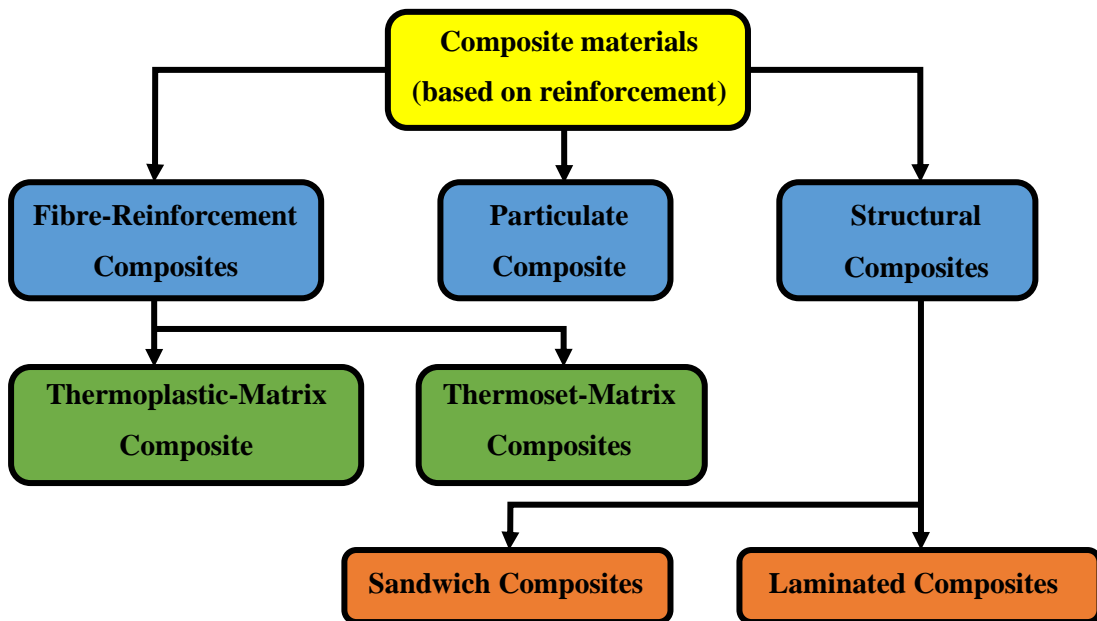 Composite materials
(based on reinforcement)
Fibre-Reinforcement
Composites
Particulate
Composite
Structural
Composites
Thermoplastic-Matrix
Composite
Thermoset-Matrix
Composites
Sandwich Composites
Laminated Composites